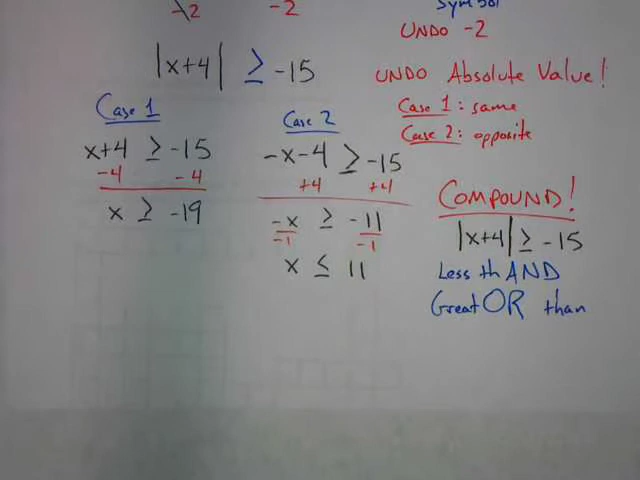 -2 -2
Symbol
UNDO -2
|x+4| ≥ -15
UNDO Absolute Value!
Case 1: same
Case 2: opposite
Case 1
x+4 ≥ -15
-4 -4
x ≥ -19
Case 2
-x-4 ≥ -15
+4 +4
-x ≥ -11
-1 -1
x ≤ 11
COMPOUND!
|x+4| ≥ -15
Less thAND
GreatOR than